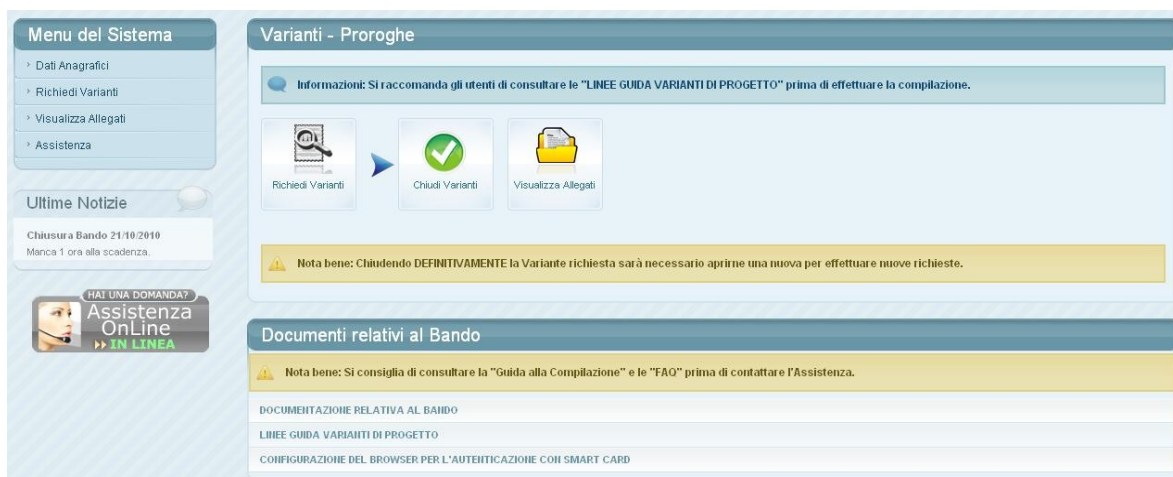 Menu del Sistema
Dati Anagrafici
Richiedi Varianti
Visualizza Allegati
Assistenza
Ultime Notizie
Chiusura Bando 21/10/2010
Manca 1 ora alla scadenza.
HAI UNA DOMANDA?
Assistenza
OnLine
IN LINEA
Varianti - Proroghe
Informazioni: Si raccomanda gli utenti di consultare le "LINEE GUIDA VARIANTI DI PROGETTO" prima di effettuare la compilazione.
Richiedi Varianti
Chiudi Varianti
Visualizza Allegati
Nota bene: Chiudendo DEFINITIVAMENTE la Variante richiesta sarà necessario aprirne una nuova per effettuare nuove richieste.
Documenti relativi al Bando
Nota bene: Si consiglia di consultare la "Guida alla Compilazione" e le "FAQ" prima di contattare l'Assistenza.
DOCUMENTAZIONE RELATIVA AL BANDO
LINEE GUIDA VARIANTI DI PROGETTO
CONFIGURAZIONE DEL BROWSER PER L'AUTENTICAZIONE CON SMART CARD